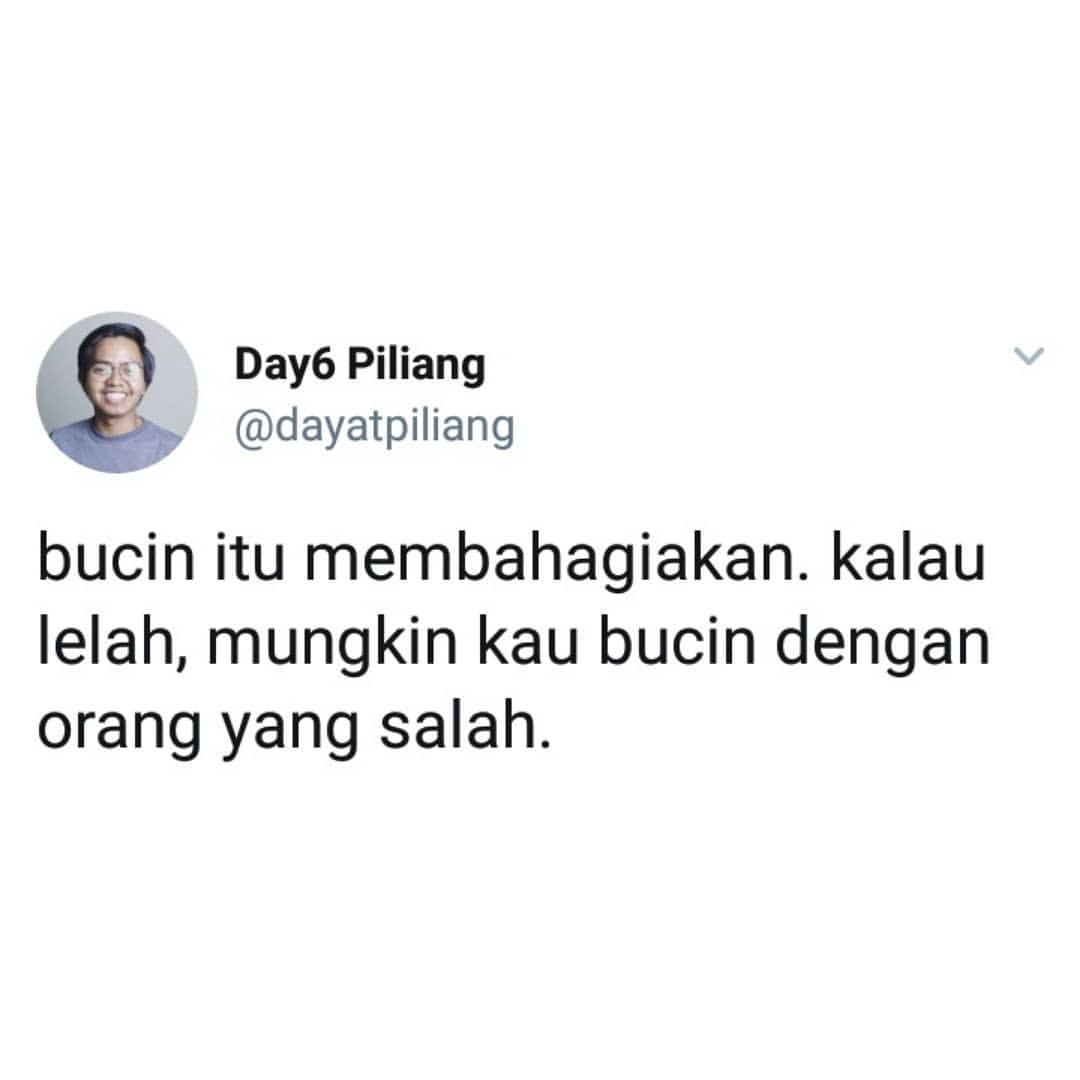 Day6 Piliang
@dayatpiliang
bucin itu membahagiakan. kalau
lelah, mungkin kau bucin dengan
orang yang salah.